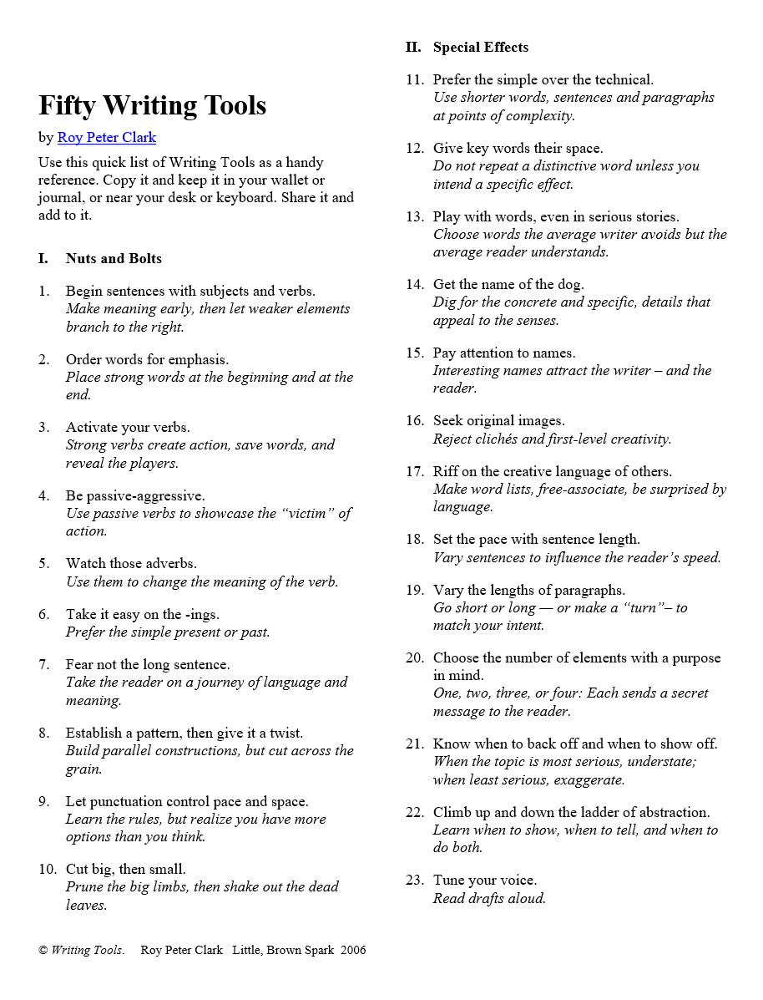 Fifty Writing Tools
by Roy Peter Clark
Use this quick list of Writing Tools as a handy
reference. Copy it and keep it in your wallet or
journal, or near your desk or keyboard. Share it and
add to it.
I. Nuts and Bolts
1. Begin sentences with subjects and verbs.
Make meaning early, then let weaker elements
branch to the right.
2. Order words for emphasis.
Place strong words at the beginning and at the
end.
3. Activate your verbs.
Strong verbs create action, save words, and
reveal the players.
4. Be passive-aggressive.
Use passive verbs to showcase the “victim” of
action.
5. Watch those adverbs.
Use them to change the meaning of the verb.
6. Take it easy on the -ings.
Prefer the simple present or past.
7. Fear not the long sentence.
Take the reader on a journey of language and
meaning.
8. Establish a pattern, then give it a twist.
Build parallel constructions, but cut across the
grain.
9. Let punctuation control pace and space.
Learn the rules, but realize you have more
options than you think.
10. Cut big, then small.
Prune the big limbs, then shake out the dead
leaves.
II. Special Effects
11. Prefer the simple over the technical.
Use shorter words, sentences and paragraphs
at points of complexity.
12. Give key words their space.
Do not repeat a distinctive word unless you
intend a specific effect.
13. Play with words, even in serious stories.
Choose words the average writer avoids but the
average reader understands.
14. Get the name of the dog.
Dig for the concrete and specific, details that
appeal to the senses.
15. Pay attention to names.
Interesting names attract the writer – and the
reader.
16. Seek original images.
Reject clichés and first-level creativity.
17. Riff on the creative language of others.
Make word lists, free-associate, be surprised by
language.
18. Set the pace with sentence length.
Vary sentences to influence the reader’s speed.
19. Vary the lengths of paragraphs.
Go short or long — or make a “turn”– to
match your intent.
20. Choose the number of elements with a purpose
in mind.
One, two, three, or four: Each sends a secret
message to the reader.
21. Know when to back off and when to show off.
When the topic is most serious, understate;
when least serious, exaggerate.
22. Climb up and down the ladder of abstraction.
Learn when to show, when to tell, and when to
do both.
23. Tune your voice.
Read drafts aloud.
© Writing Tools. Roy Peter Clark Little, Brown Spark 2006